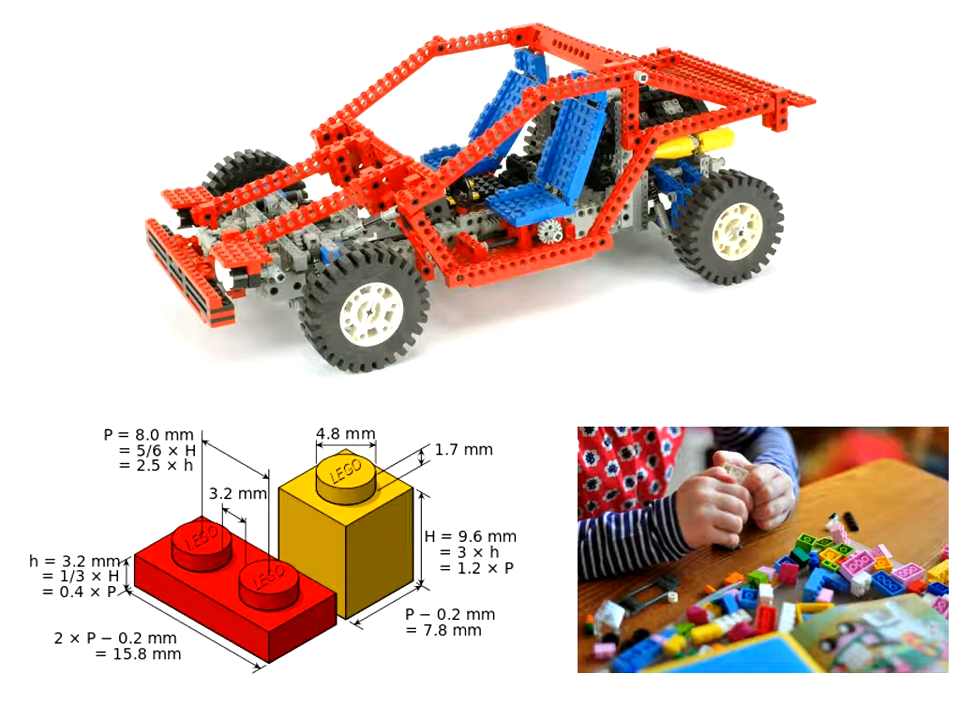 P = 8.0 mm
= 5/6 × H
= 2.5 × h
4.8 mm
1.7 mm
3.2 mm
LEGO
LEGO
LEGO
h = 3.2 mm
= 1/3 × H
= 0.4 × P
H = 9.6 mm
= 3 × h
= 1.2 × P
P − 0.2 mm
= 7.8 mm
2 × P − 0.2 mm
= 15.8 mm